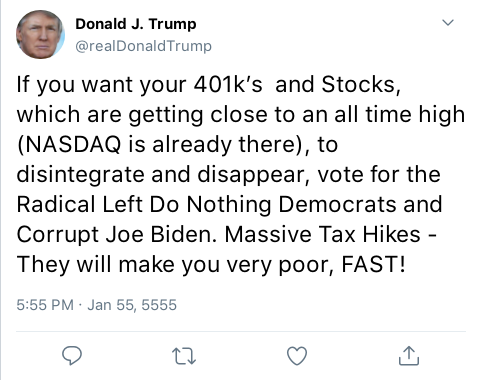 Donald J. Trump
@realDonaldTrump
If you want your 401k’s  and Stocks,
which are getting close to an all time high
(NASDAQ is already there), to
disintegrate and disappear, vote for the
Radical Left Do Nothing Democrats and
Corrupt Joe Biden. Massive Tax Hikes -
They will make you very poor, FAST!
5:55 PM · Jan 55, 5555